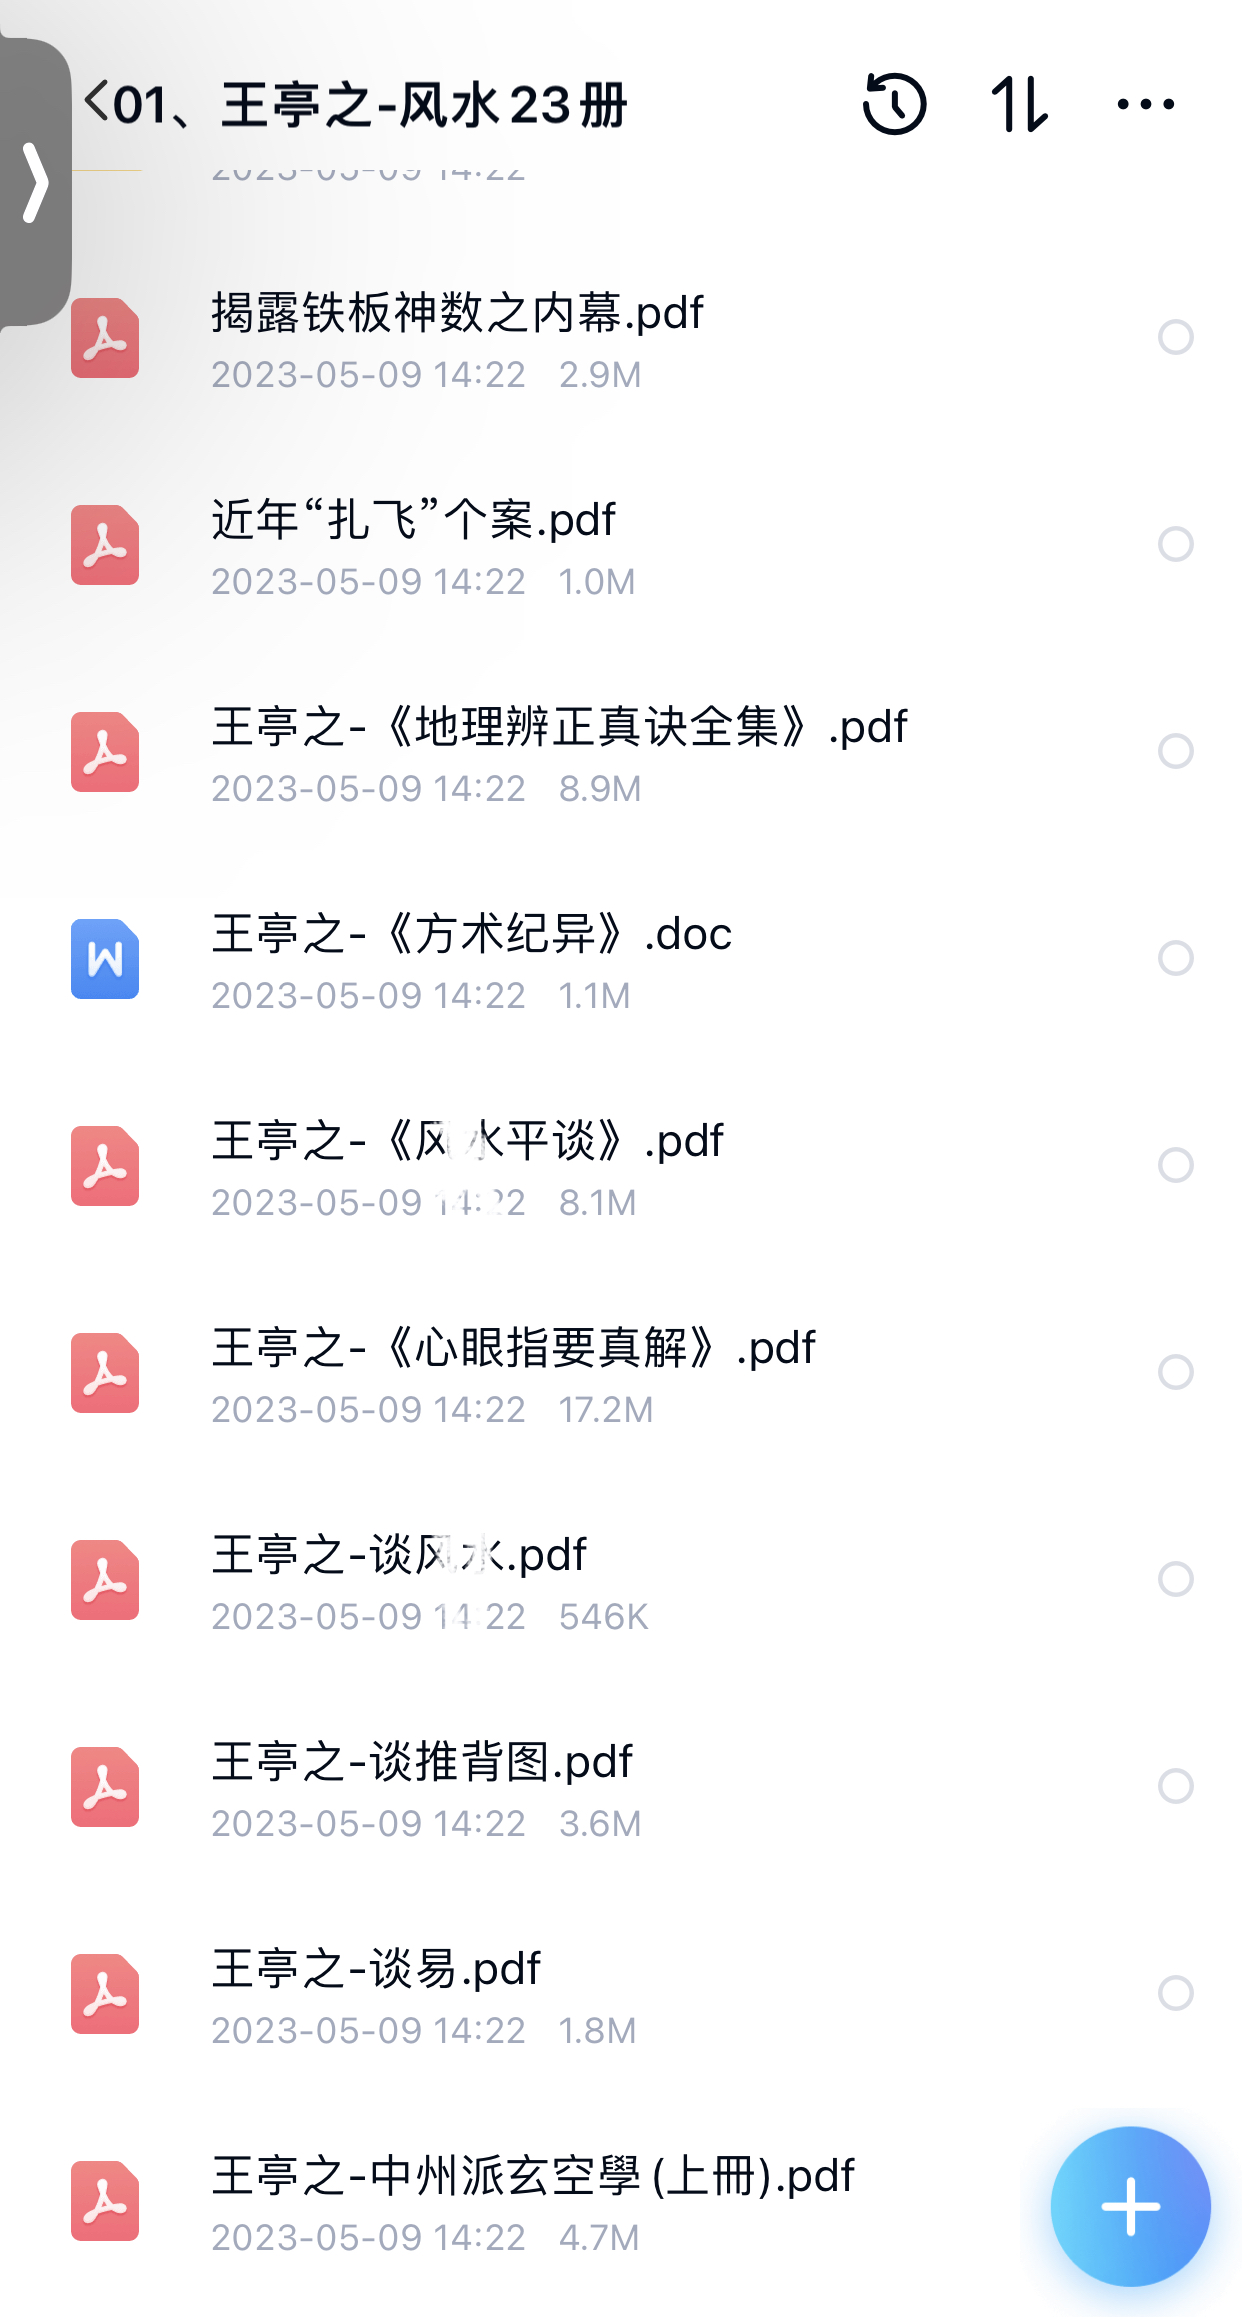 01、王亭之-风水23册
2023-05-09 14:22
揭露铁板神数之内幕.pdf
2023-05-09 14:22 2.9M
近年“扎飞”个案.pdf
2023-05-09 14:22 1.0M
王亭之-《地理辨正真诀全集》.pdf
2023-05-09 14:22 8.9M
王亭之-《方术纪异》.doc
2023-05-09 14:22 1.1M
王亭之-《风水平谈》.pdf
2023-05-09 14:22 8.1M
王亭之-《心眼指要真解》.pdf
2023-05-09 14:22 17.2M
王亭之-谈风水.pdf
2023-05-09 14:22 546K
王亭之-谈推背图.pdf
2023-05-09 14:22 3.6M
王亭之-谈易.pdf
2023-05-09 14:22 1.8M
王亭之-中州派玄空學(上冊).pdf
2023-05-09 14:22 4.7M